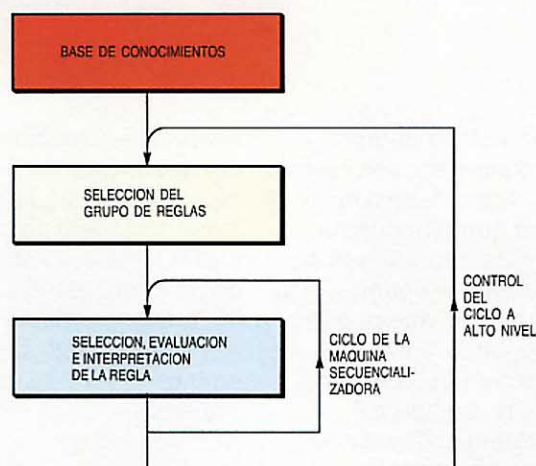 BASE DE CONOCIMIENTOS
SELECCION DEL
GRUPO DE REGLAS
SELECCION, EVALUACION
E INTERPRETACION
DE LA REGLA
CICLO DE LA
MAQUINA
SECUENCIALI-
ZADORA
CONTROL
DEL
CICLO A
ALTO NIVEL